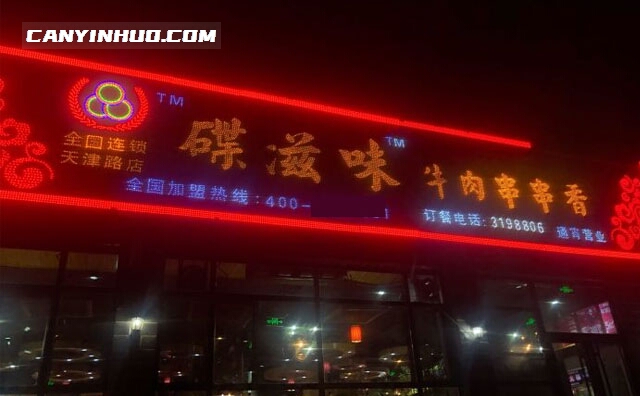 CANYINHUO.COM
TM
全国连锁
天津路店
碟滋味
TM
牛肉串串香
全国加盟热线:400-
订餐电话:3198806 通宵营业